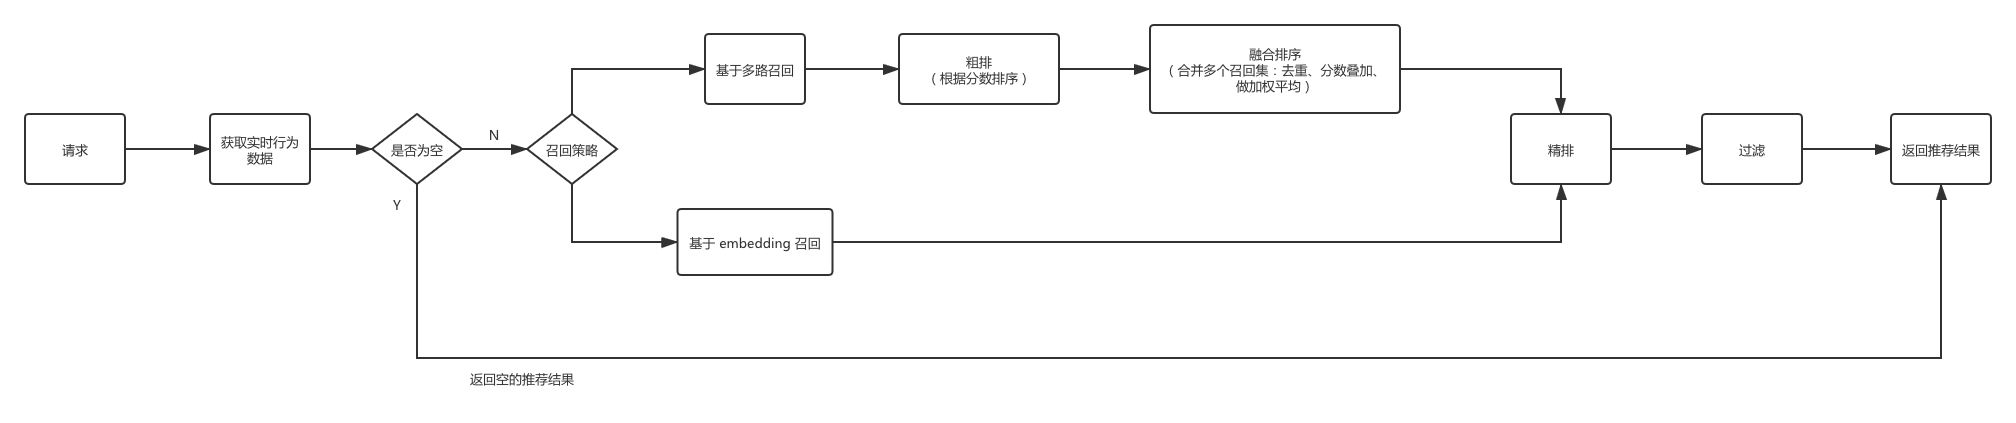 请求
获取实时行为
数据
是否为空
N
Y
召回策略
基于多路召回
粗排
（根据分数排序）
融合排序
（合并多个召回集：去重、分数叠加、
做加权平均）
基于 embedding 召回
精排
过滤
返回推荐结果
返回空的推荐结果